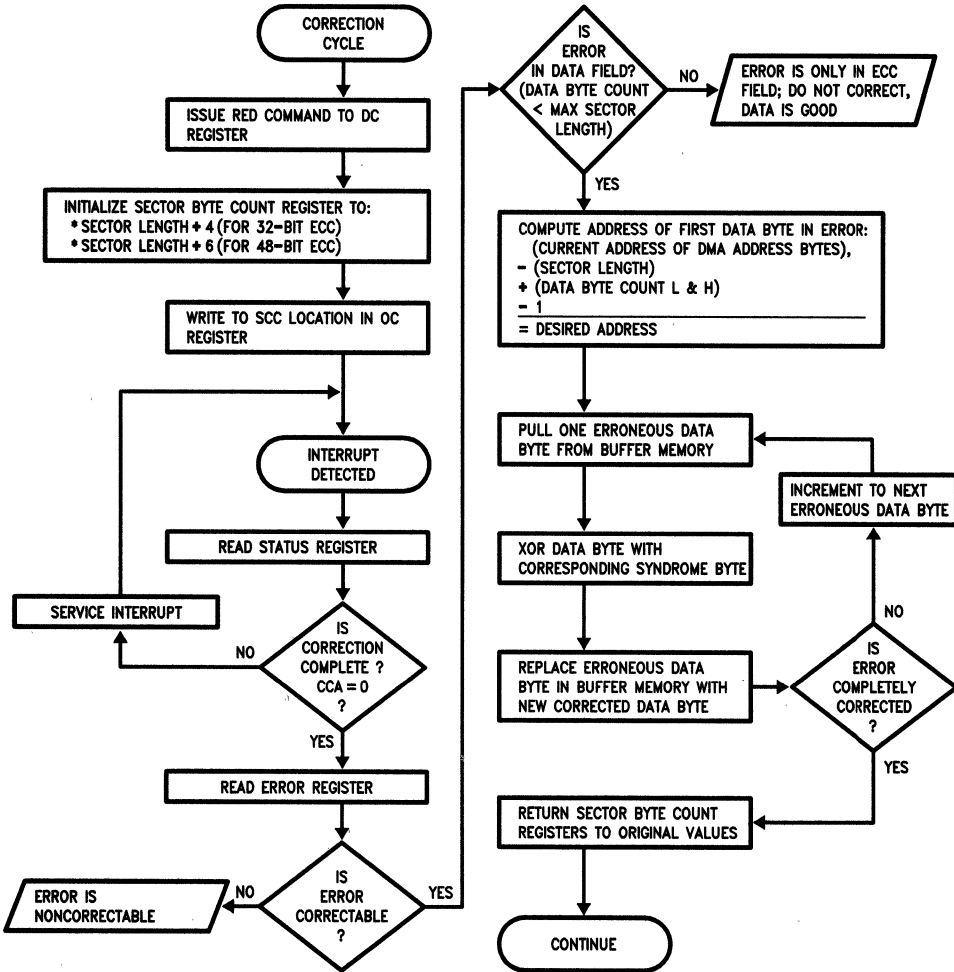 CORRECTION
CYCLE
ISSUE RED COMMAND TO DC
REGISTER
INITIALIZE SECTOR BYTE COUNT REGISTER TO:
* SECTOR LENGTH + 4 (FOR 32-BIT ECC)
* SECTOR LENGTH + 6 (FOR 48-BIT ECC)
WRITE TO SCC LOCATION IN OC
REGISTER
INTERRUPT
DETECTED
READ STATUS REGISTER
SERVICE INTERRUPT
NO
IS
CORRECTION
COMPLETE ?
CCA = 0
?
YES
READ ERROR REGISTER
ERROR IS
NONCORRECTABLE
NO
IS
ERROR
CORRECTABLE
?
YES
IS
ERROR
IN DATA FIELD?
(DATA BYTE COUNT
< MAX SECTOR
LENGTH)
NO
ERROR IS ONLY IN ECC
FIELD; DO NOT CORRECT,
DATA IS GOOD
YES
COMPUTE ADDRESS OF FIRST DATA BYTE IN ERROR:
(CURRENT ADDRESS OF DMA ADDRESS BYTES),
- (SECTOR LENGTH)
+ (DATA BYTE COUNT L & H)
- 1
= DESIRED ADDRESS
PULL ONE ERRONEOUS DATA
BYTE FROM BUFFER MEMORY
INCREMENT TO NEXT
ERRONEOUS DATA BYTE
XOR DATA BYTE WITH
CORRESPONDING SYNDROME BYTE
NO
REPLACE ERRONEOUS DATA
BYTE IN BUFFER MEMORY WITH
NEW CORRECTED DATA BYTE
IS
ERROR
COMPLETELY
CORRECTED
?
YES
RETURN SECTOR BYTE COUNT
REGISTERS TO ORIGINAL VALUES
CONTINUE